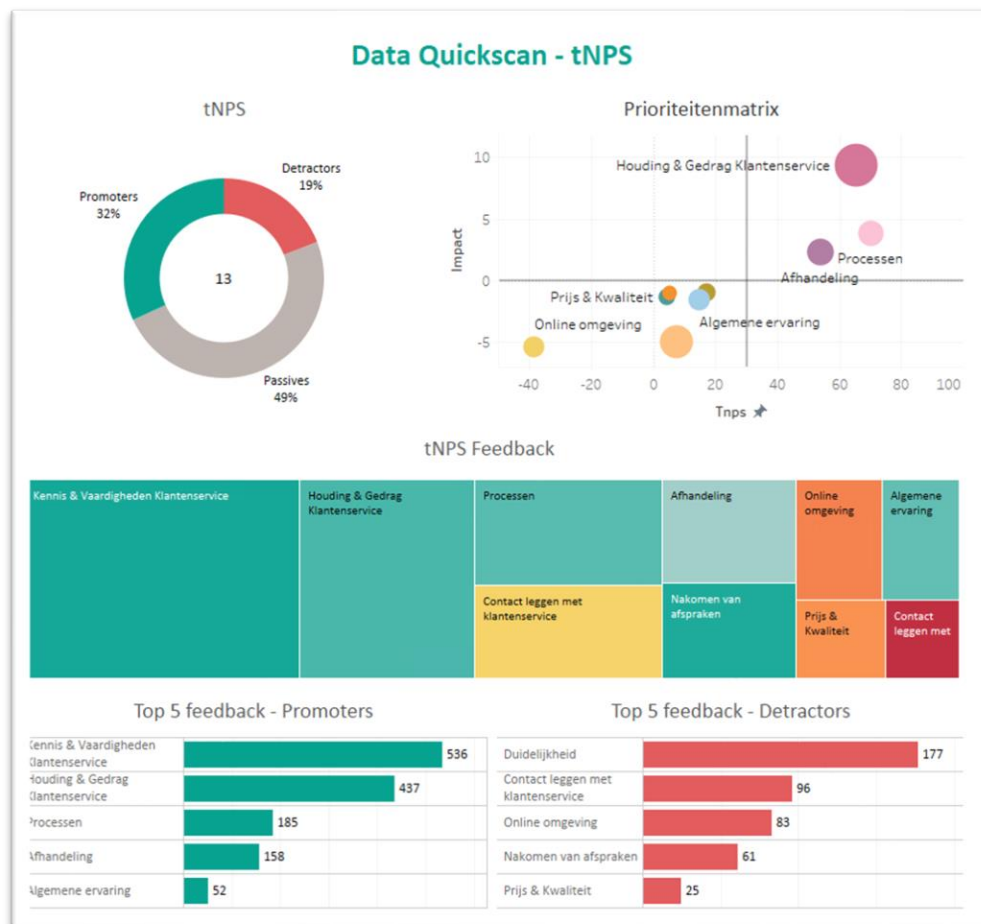 Data Quickscan - tNPS
tNPS
Detractors
19%
Promoters
32%
13
Passives
49%
Prioriteitenmatrix
Impact
10
5
0
-5
Houding & Gedrag Klantenservice
Processen
Afhandeling
Prijs & Kwaliteit
Online omgeving
Algemene ervaring
-40
-20
0
20
40
60
80
100
Tnps
tNPS Feedback
Kennis & Vaardigheden Klantenservice
Houding & Gedrag
Klantenservice
Processen
Afhandeling
Online
omgeving
Algemene
ervaring
Contact leggen met
klantenservice
Nakomen van
afspraken
Prijs &
Kwaliteit
Contact
leggen met
Top 5 feedback - Promoters
Kennis & Vaardigheden
Klantenservice
536
Houding & Gedrag
Klantenservice
437
Processen
185
Afhandeling
158
Algemene ervaring
52
Top 5 feedback - Detractors
Duidelijkheid
177
Contact leggen met
klantenservice
96
Online omgeving
83
Nakomen van afspraken
61
Prijs & Kwaliteit
25